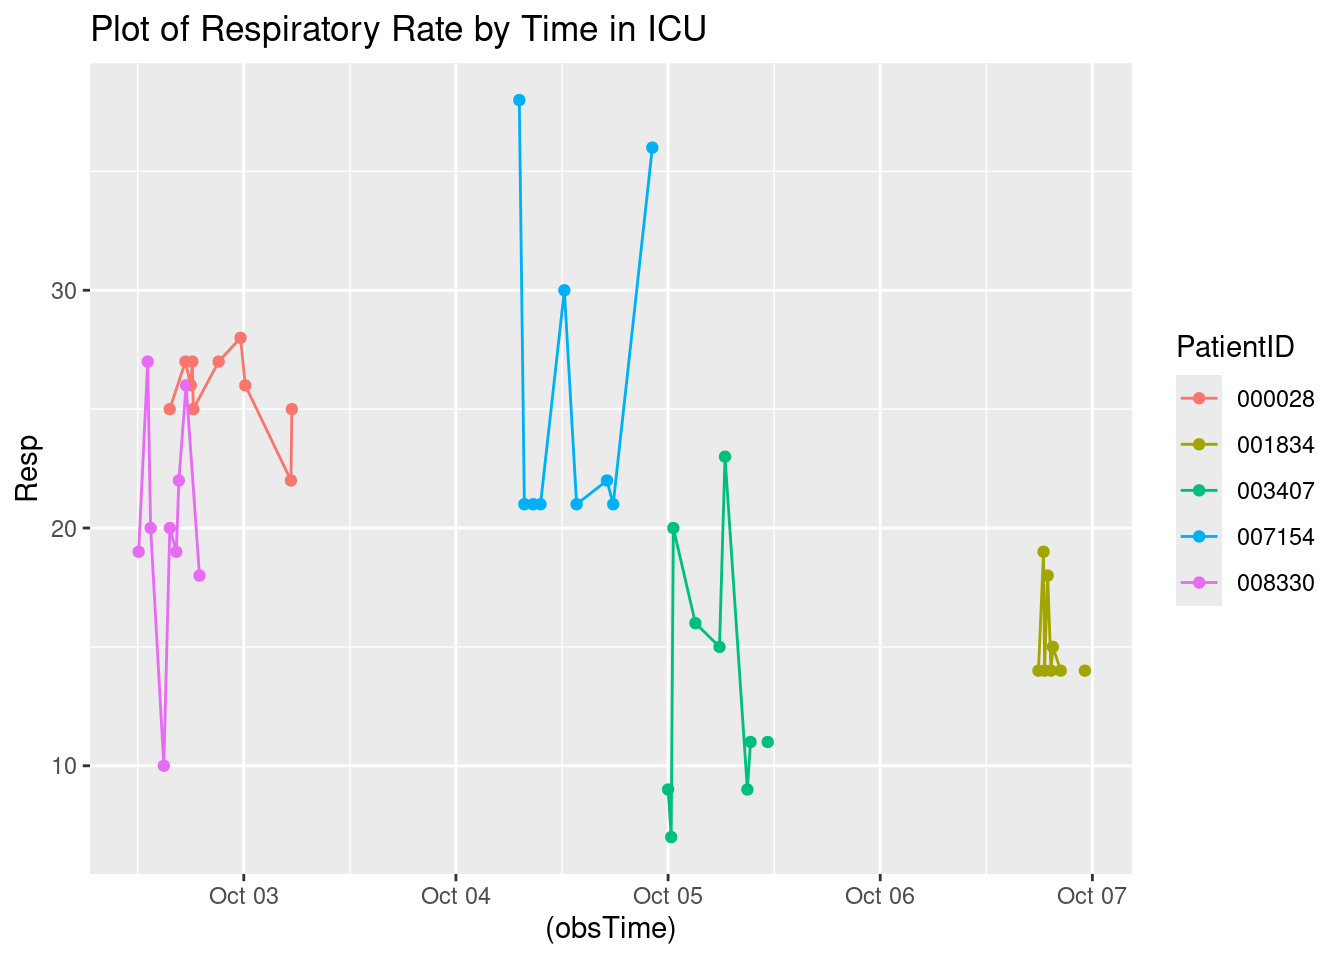 Plot of Respiratory Rate by Time in ICU
Resp
30
20
10
Oct 03
Oct 04
Oct 05
Oct 06
Oct 07
(obsTime)
PatientID
000028
001834
003407
007154
008330